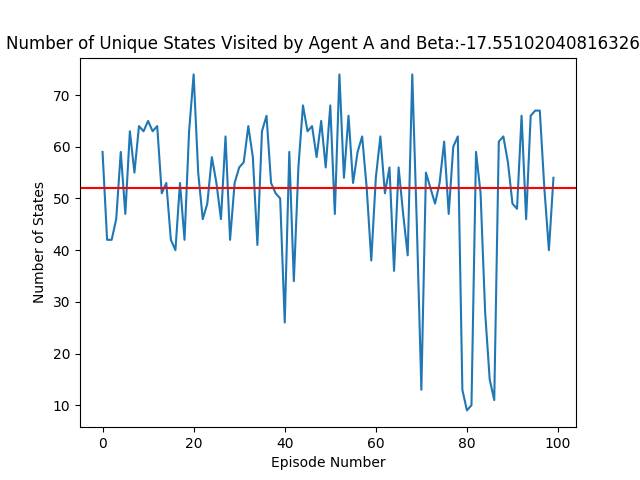 Number of Unique States Visited by Agent A and Beta:-17.55102040816326
70
60
50
40
30
20
10
Number of States
0 20 40 60 80 100
Episode Number